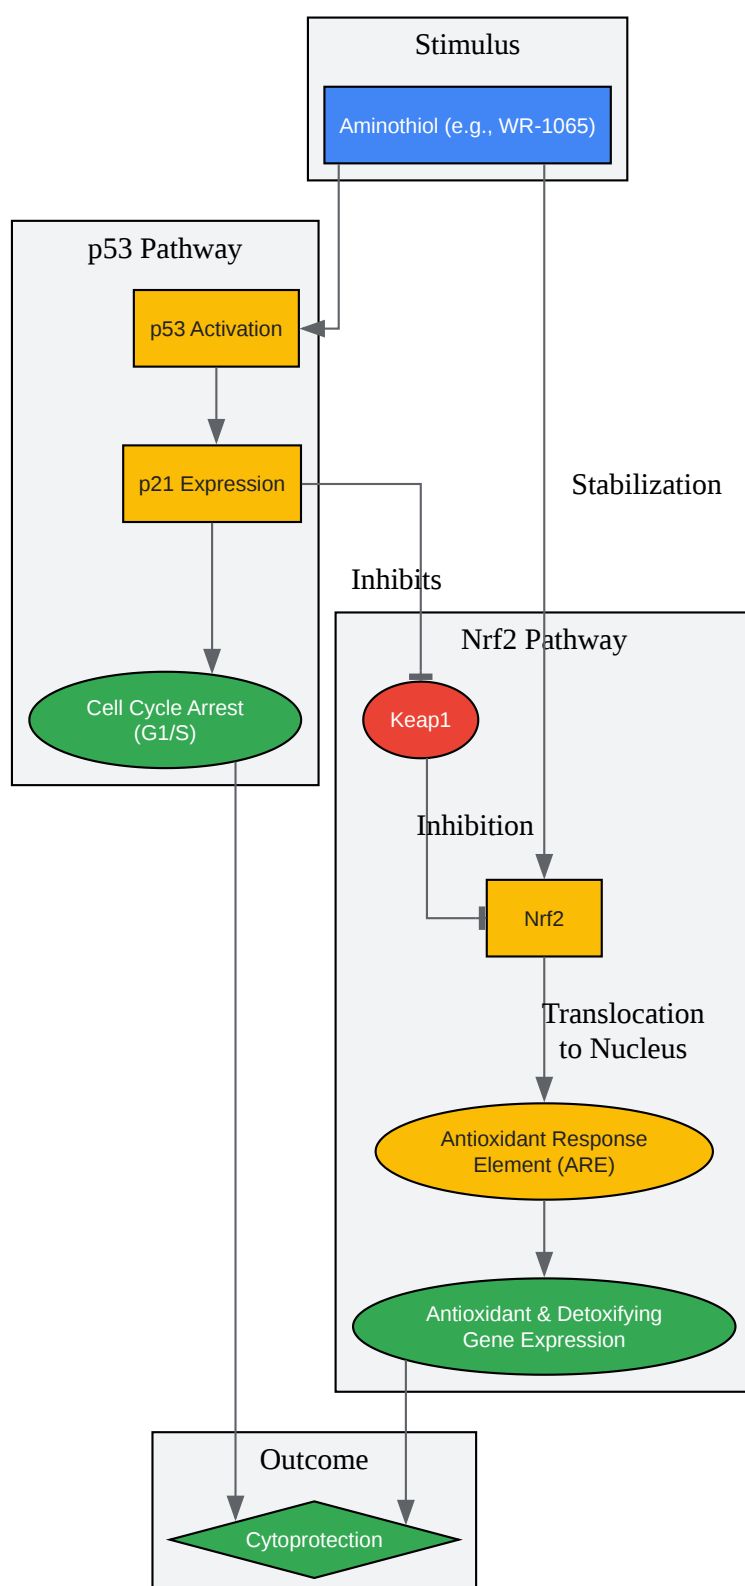 Stimulus
Aminothiol (e.g., WR-1065)
p53 Pathway
p53 Activation
p21 Expression
Stabilization
Inhibits
Nrf2 Pathway
Cell Cycle Arrest
(G1/S)
Keap1
Inhibition
Nrf2
Translocation
to Nucleus
Antioxidant Response
Element (ARE)
Antioxidant & Detoxifying
Gene Expression
Outcome
Cytoprotection